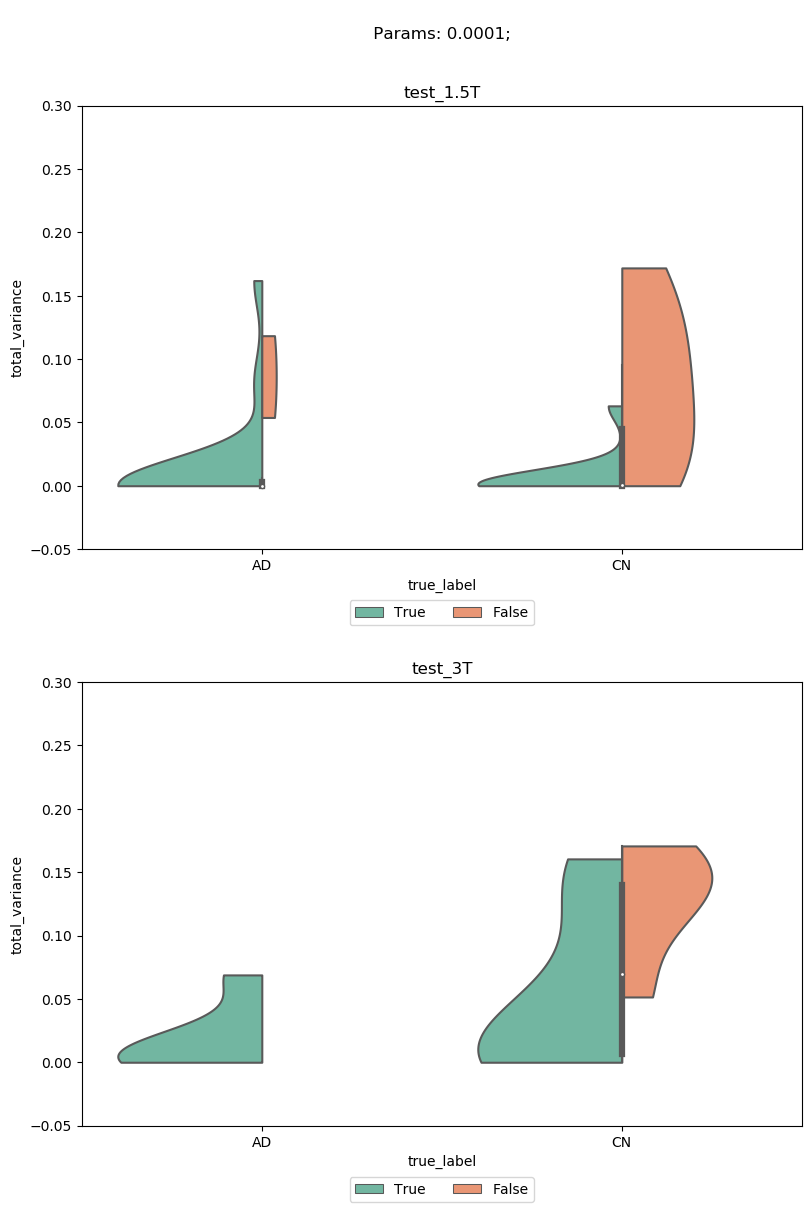 Params: 0.0001;
test_1.5T
0.30
0.25
0.20
0.15
0.10
0.05
0.00
−0.05
total_variance
AD CN
true_label
True False
test_3T
0.30
0.25
0.20
0.15
0.10
0.05
0.00
−0.05
total_variance
AD CN
true_label
True False